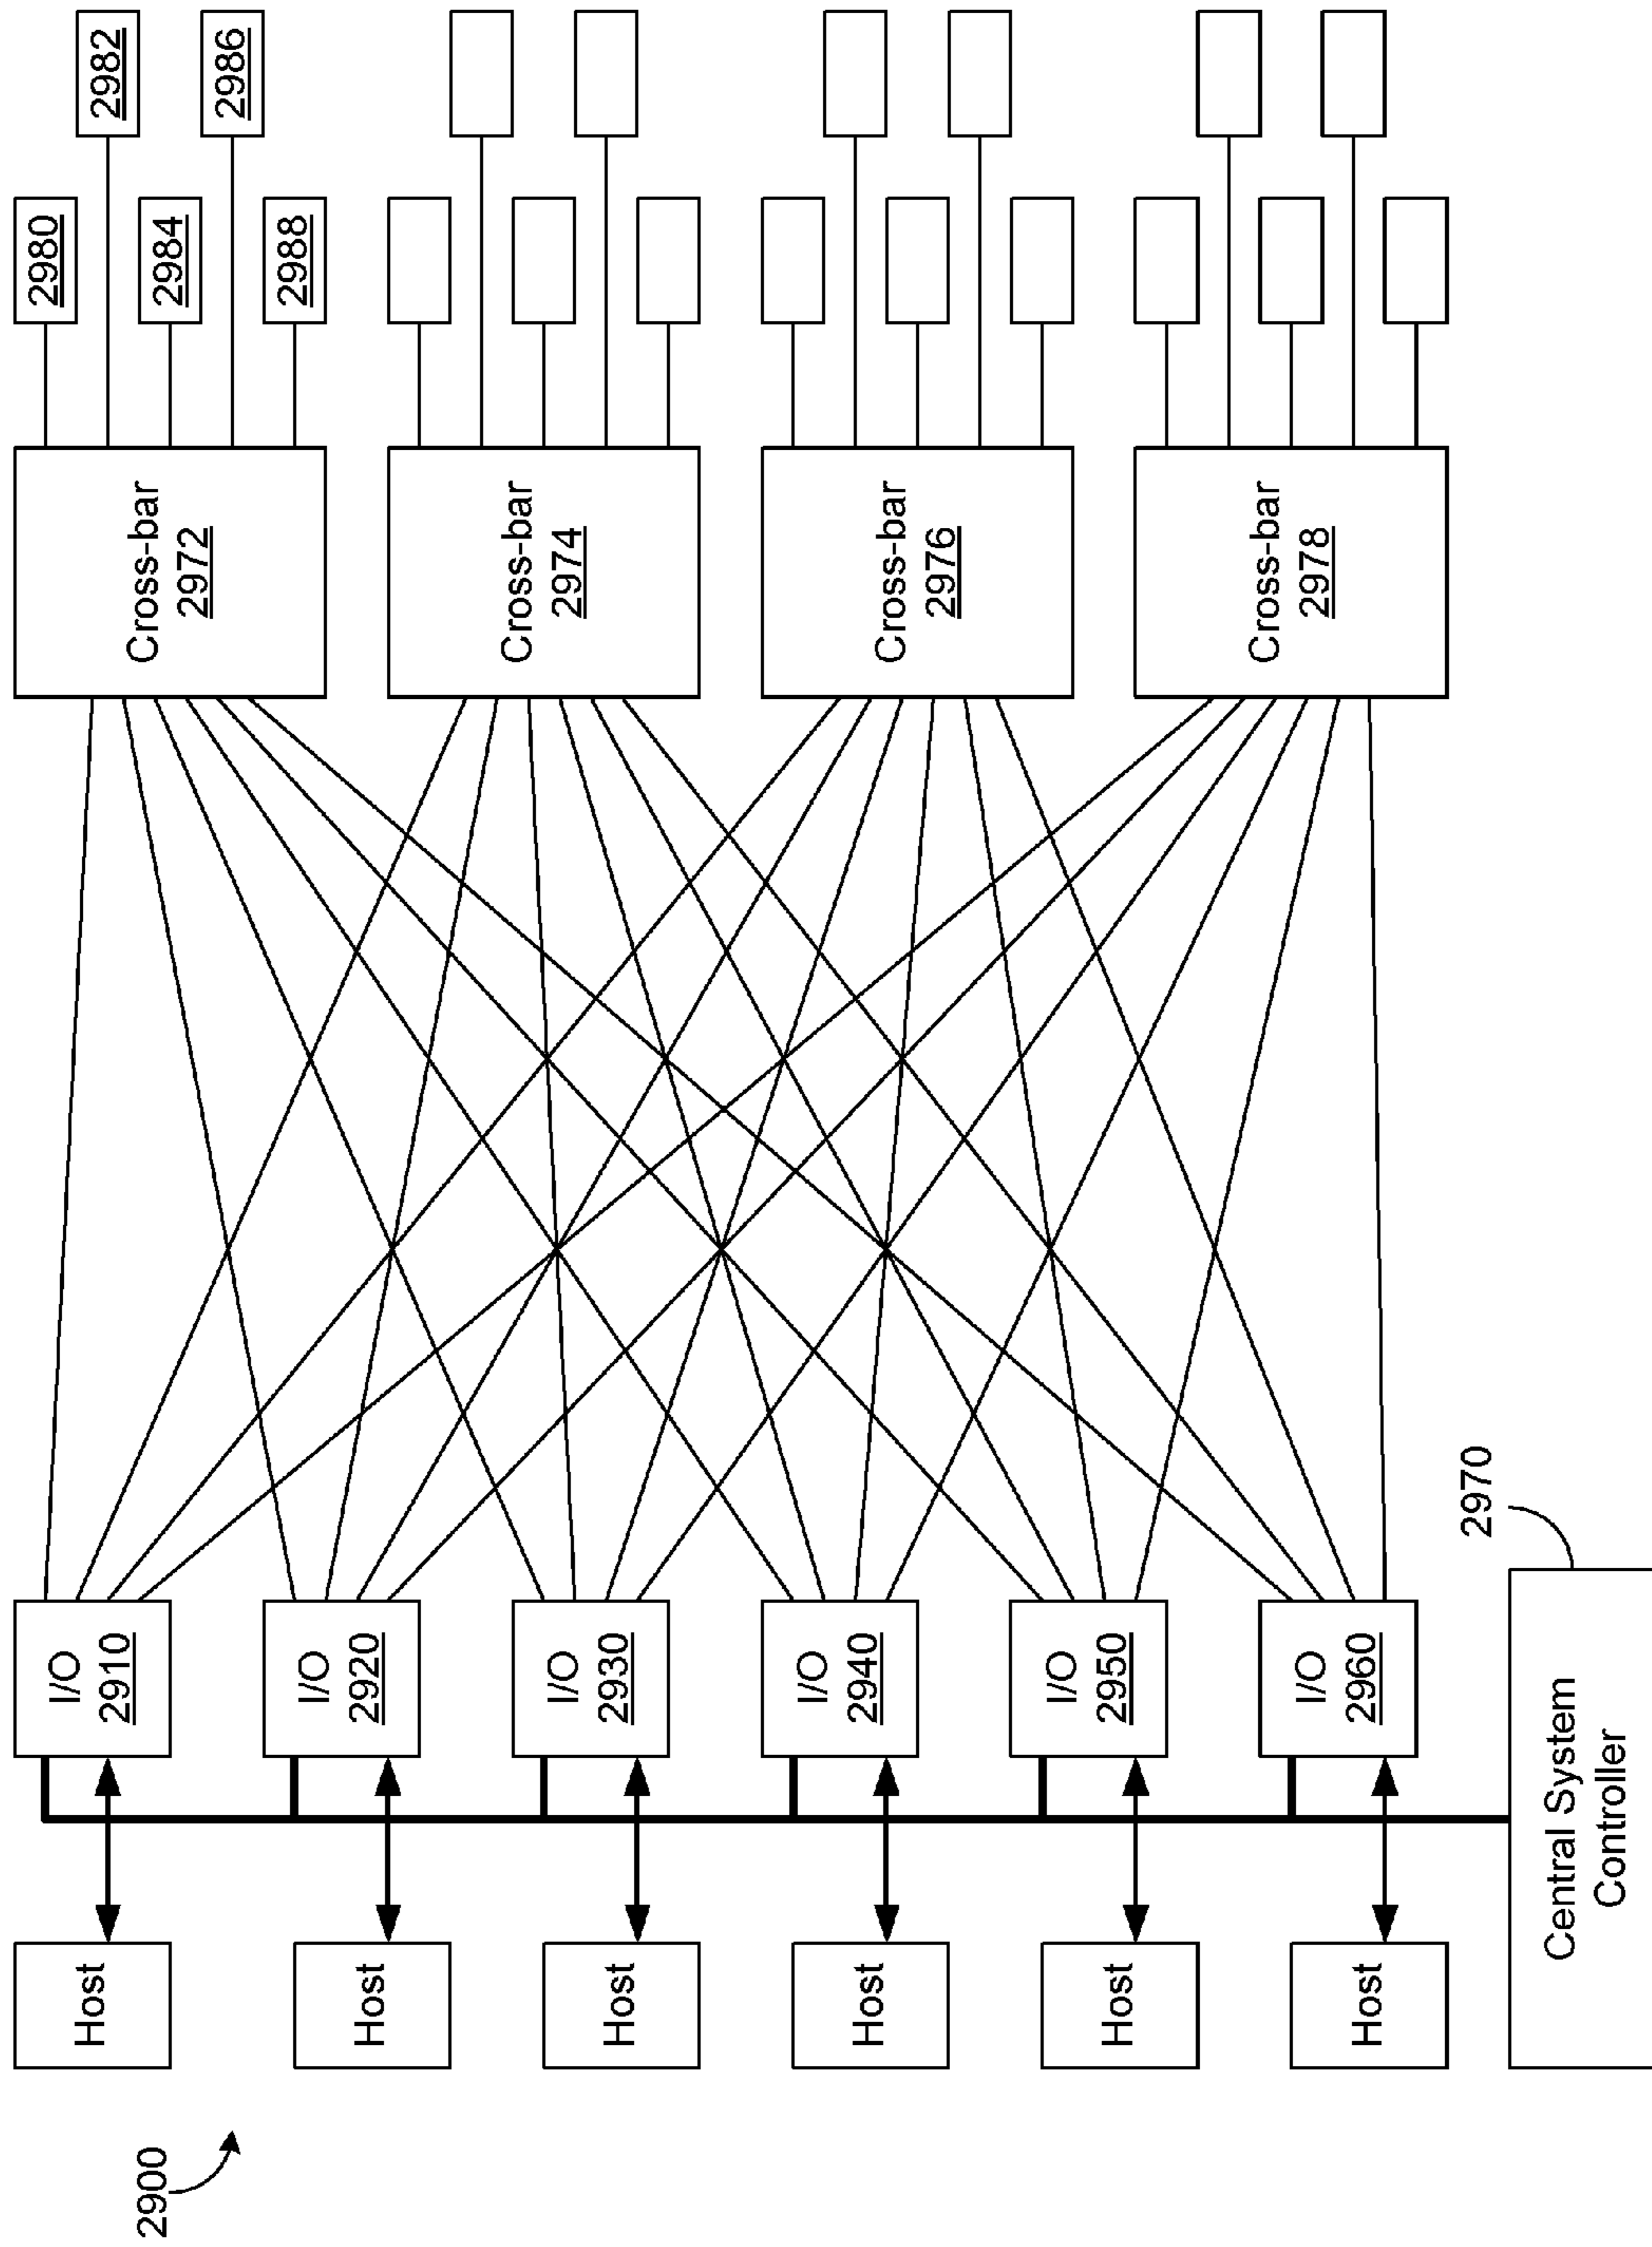 2900
Host
Host
Host
Host
Host
Host
Central System
Controller
2970
I/O
2910
I/O
2920
I/O
2930
I/O
2940
I/O
2950
I/O
2960
Cross-bar
2972
Cross-bar
2974
Cross-bar
2976
Cross-bar
2978
2980
2982
2984
2986
2988